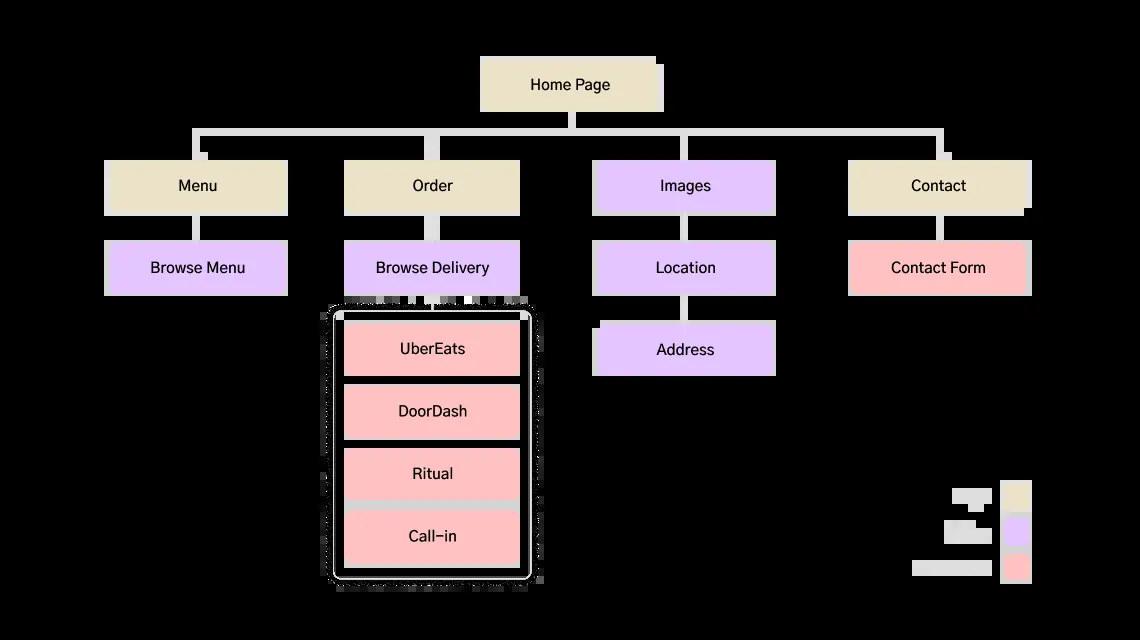 Home Page
Menu
Order
Images
Contact
Browse Menu
Browse Delivery
Location
Contact Form
UberEats
Address
DoorDash
Ritual
Call-in